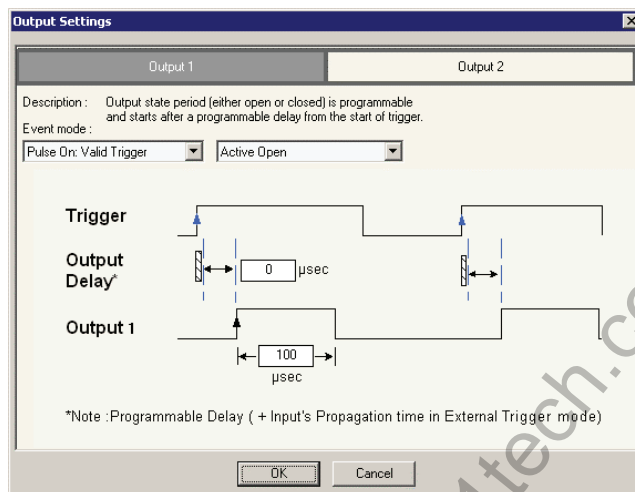 Output Settings
Output 1
Output 2
Description : Output state period (either open or closed) is programmable
and starts after a programmable delay from the start of trigger.
Event mode :
Pulse On: Valid Trigger
Active Open
Trigger
Output
Delay*
0 µsec
Output 1
100
µsec
*Note :Programmable Delay ( + Input's Propagation time in External Trigger mode)
OK
Cancel